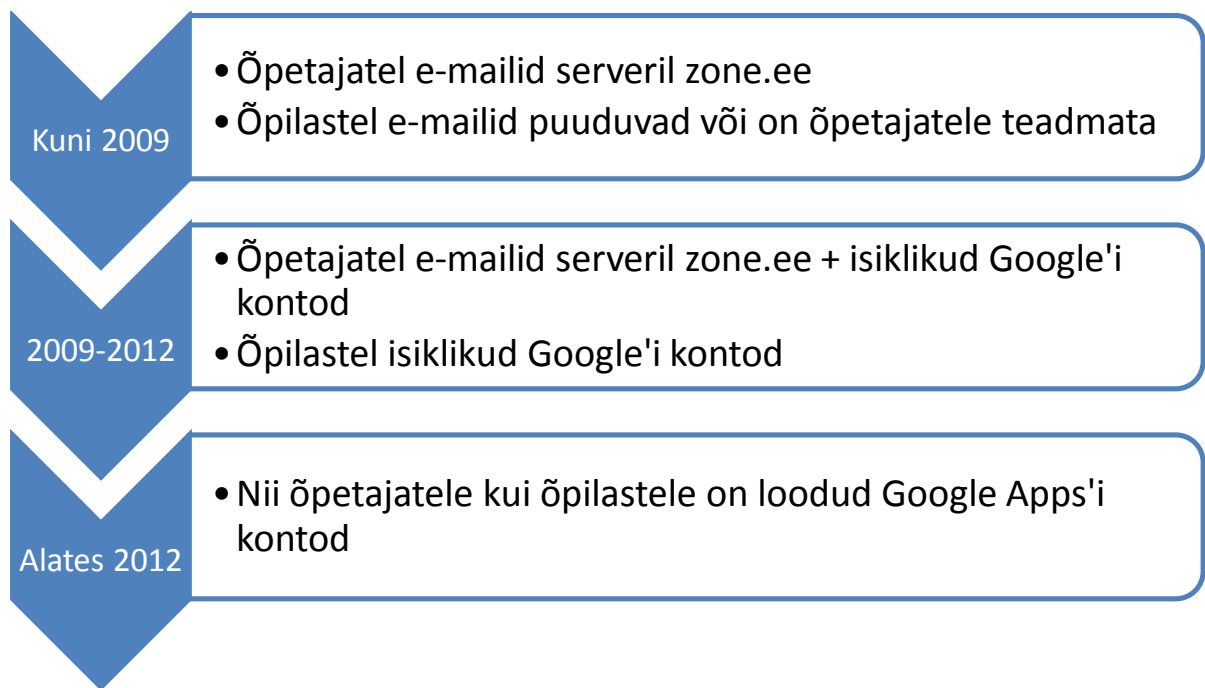 Kuni 2009
•Õpetajatel e-mailid serveril zone.ee
•Õpilastel e-mailid puuduvad või on õpetajatele teadmata
2009-2012
•Õpetajatel e-mailid serveril zone.ee + isiklikud Google'i
kontod
•Õpilastel isiklikud Google'i kontod
Alates 2012
•Nii õpetajatele kui õpilastele on loodud Google Apps'i
kontod